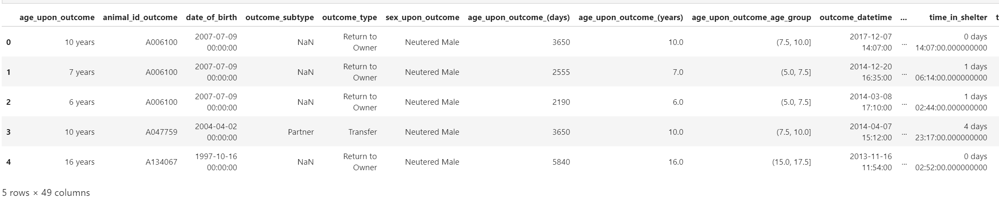 age_upon_outcome animal_id_outcome date_of_birth outcome_subtype outcome_type sex_upon_outcome age_upon_outcome_(days) age_upon_outcome_(years) age_upon_outcome_age_group outcome_datetime ... time_in_shelter t
0 10 years A006100 2007-07-09 00:00:00 NaN Return to Owner Neutered Male 3650 10.0 (7.5, 10.0] 2017-12-07 14:07:00 ... 0 days 14:07:00.000000000
1 7 years A006100 2007-07-09 00:00:00 NaN Return to Owner Neutered Male 2555 7.0 (5.0, 7.5] 2014-12-20 16:35:00 ... 1 days 06:14:00.000000000
2 6 years A006100 2007-07-09 00:00:00 NaN Return to Owner Neutered Male 2190 6.0 (5.0, 7.5] 2014-03-08 17:10:00 ... 1 days 02:44:00.000000000
3 10 years A047759 2004-04-02 00:00:00 Partner Transfer Neutered Male 3650 10.0 (7.5, 10.0] 2014-04-07 15:12:00 ... 4 days 23:17:00.000000000
4 16 years A134067 1997-10-16 00:00:00 NaN Return to Owner Neutered Male 5840 16.0 (15.0, 17.5] 2013-11-16 11:54:00 ... 0 days 02:52:00.000000000
5 rows × 49 columns